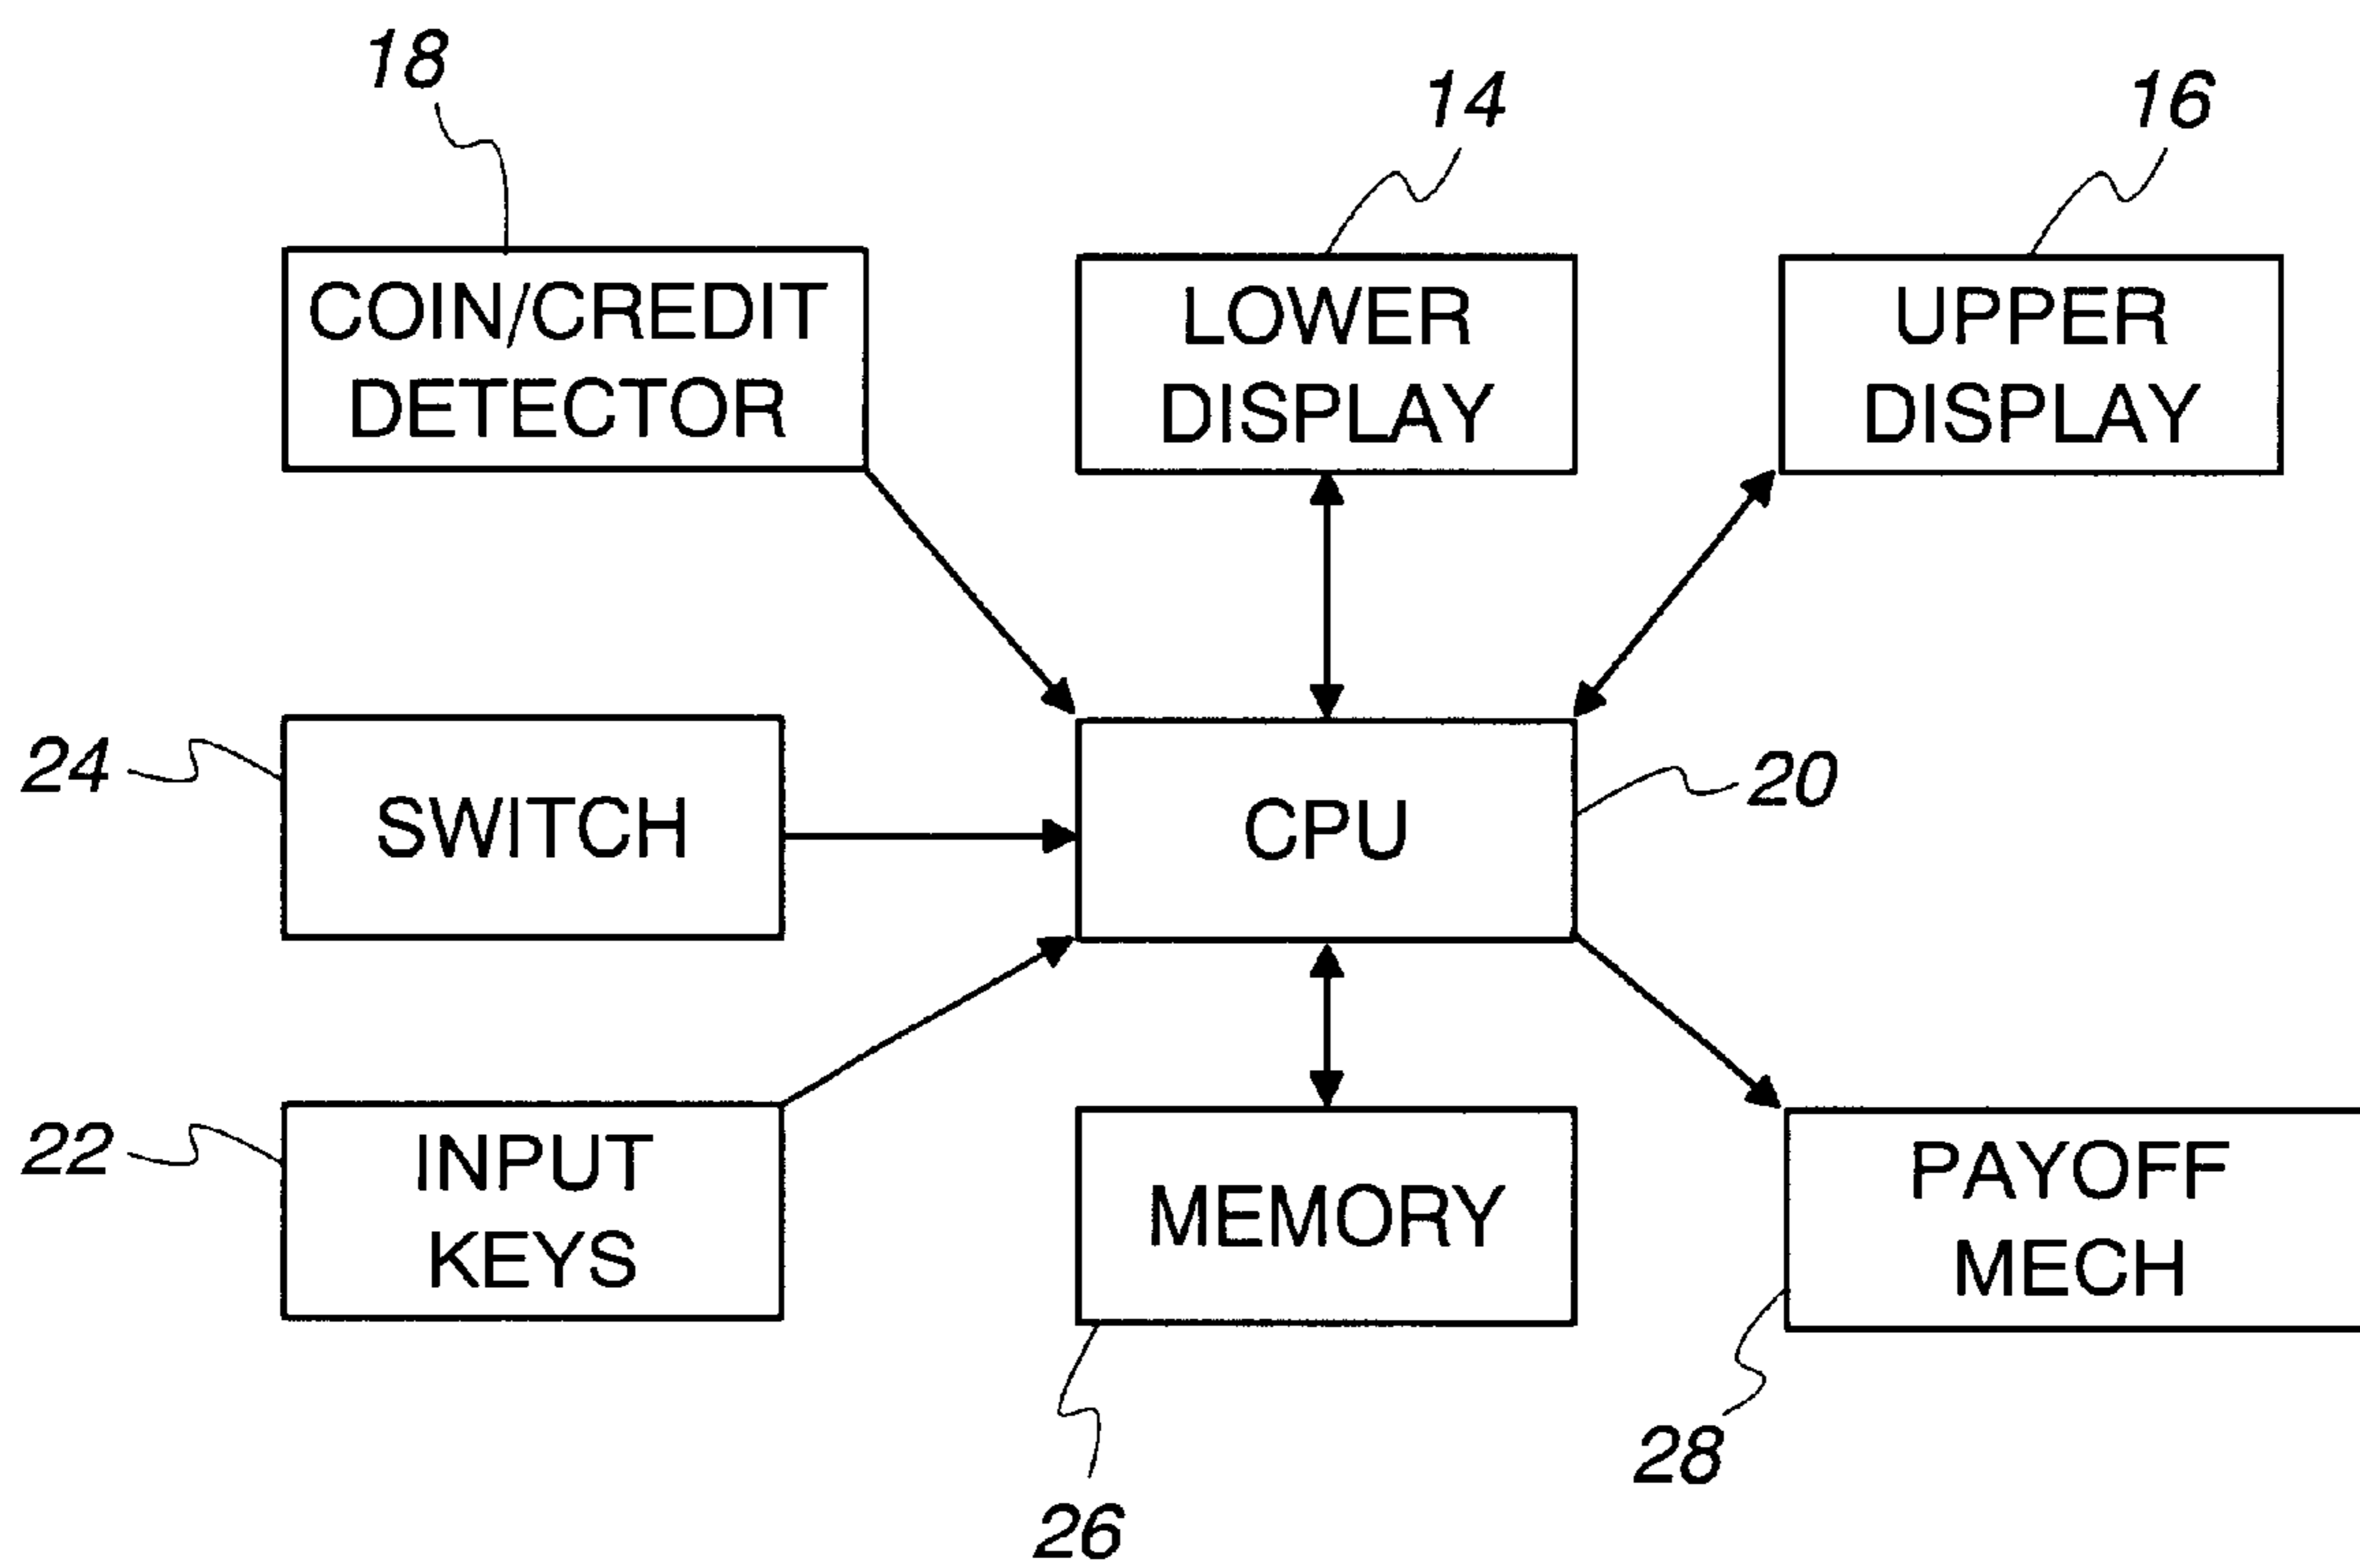 18
14
16
COIN/CREDIT
DETECTOR
LOWER
DISPLAY
UPPER
DISPLAY
24
SWITCH
CPU
20
22
INPUT
KEYS
MEMORY
PAYOFF
MECH
26
28